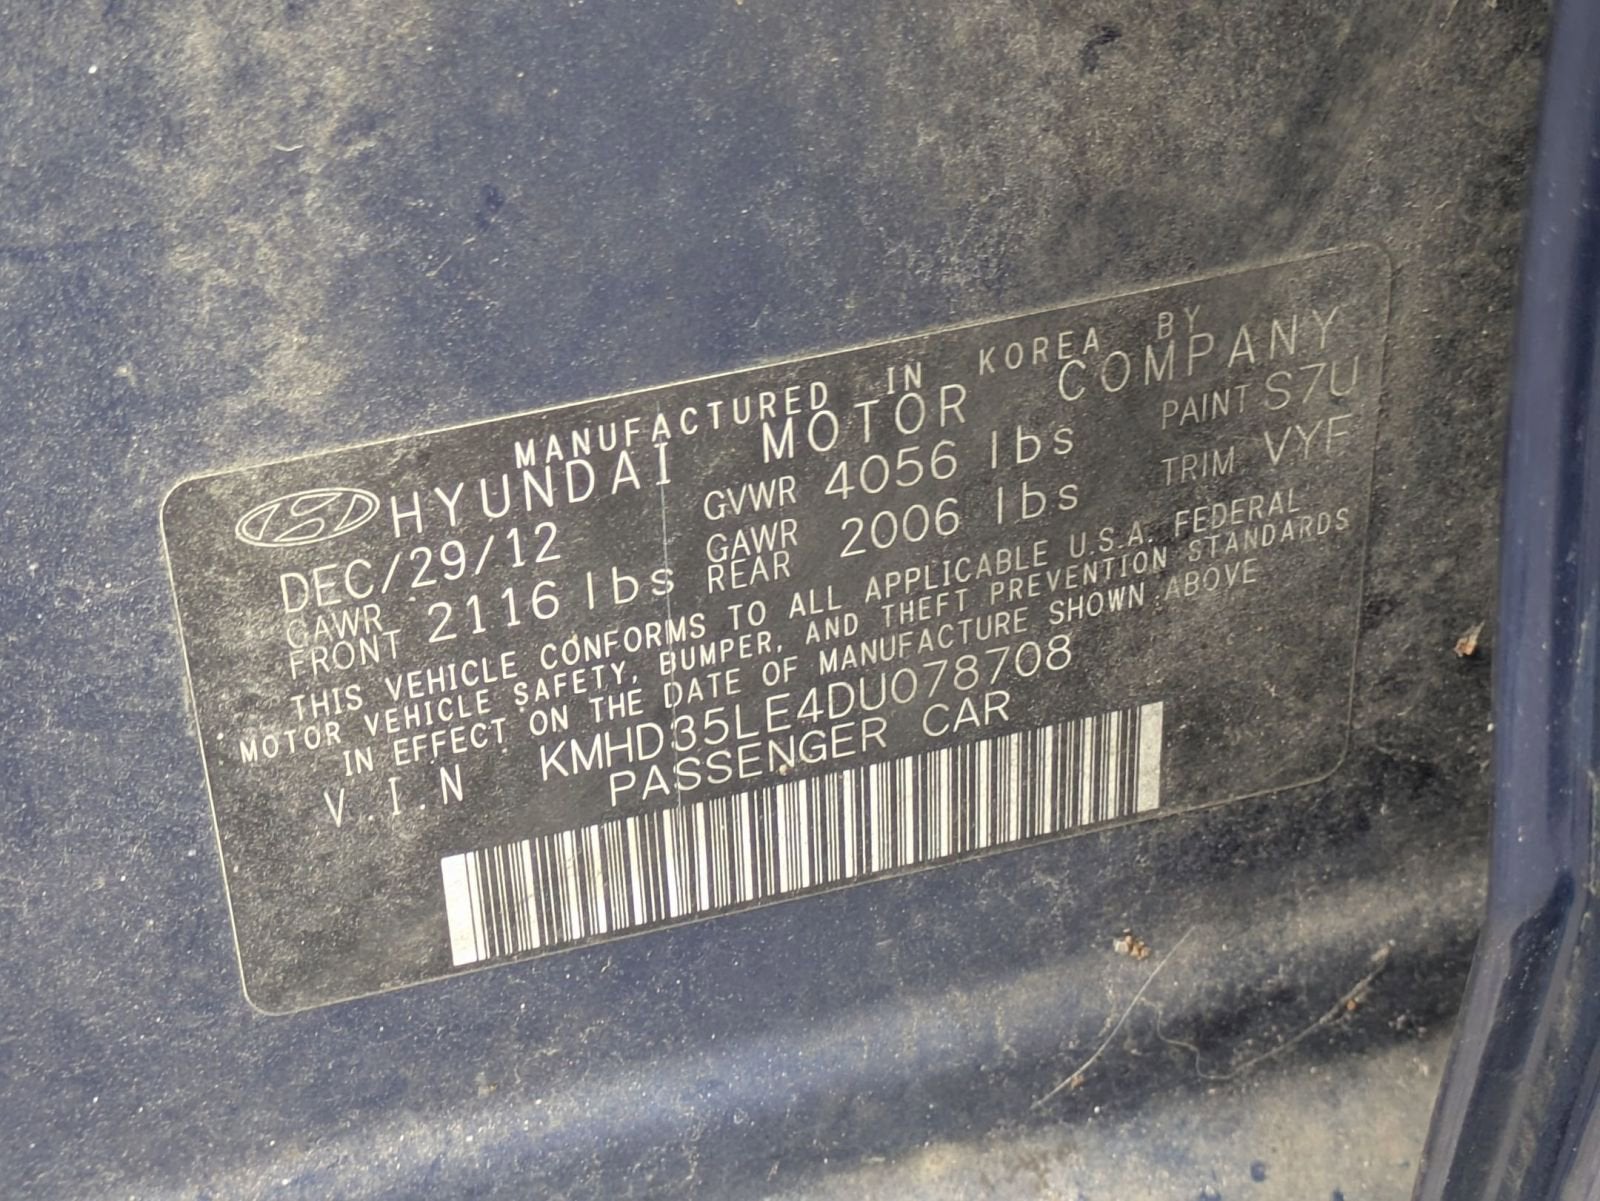 MANUFACTURED IN KOREA BY
HYUNDAI MOTOR COMPANY
DEC/29/12 GVWR 4056 lbs PAINT S7U
GAWR FRONT 2116 lbs GAWR REAR 2006 lbs TRIM VYF
THIS VEHICLE CONFORMS TO ALL APPLICABLE U.S.A. FEDERAL
MOTOR VEHICLE SAFETY, BUMPER, AND THEFT PREVENTION STANDARDS
IN EFFECT ON THE DATE OF MANUFACTURE SHOWN ABOVE
V.I.N KMHD35LE4DU078708
PASSENGER CAR